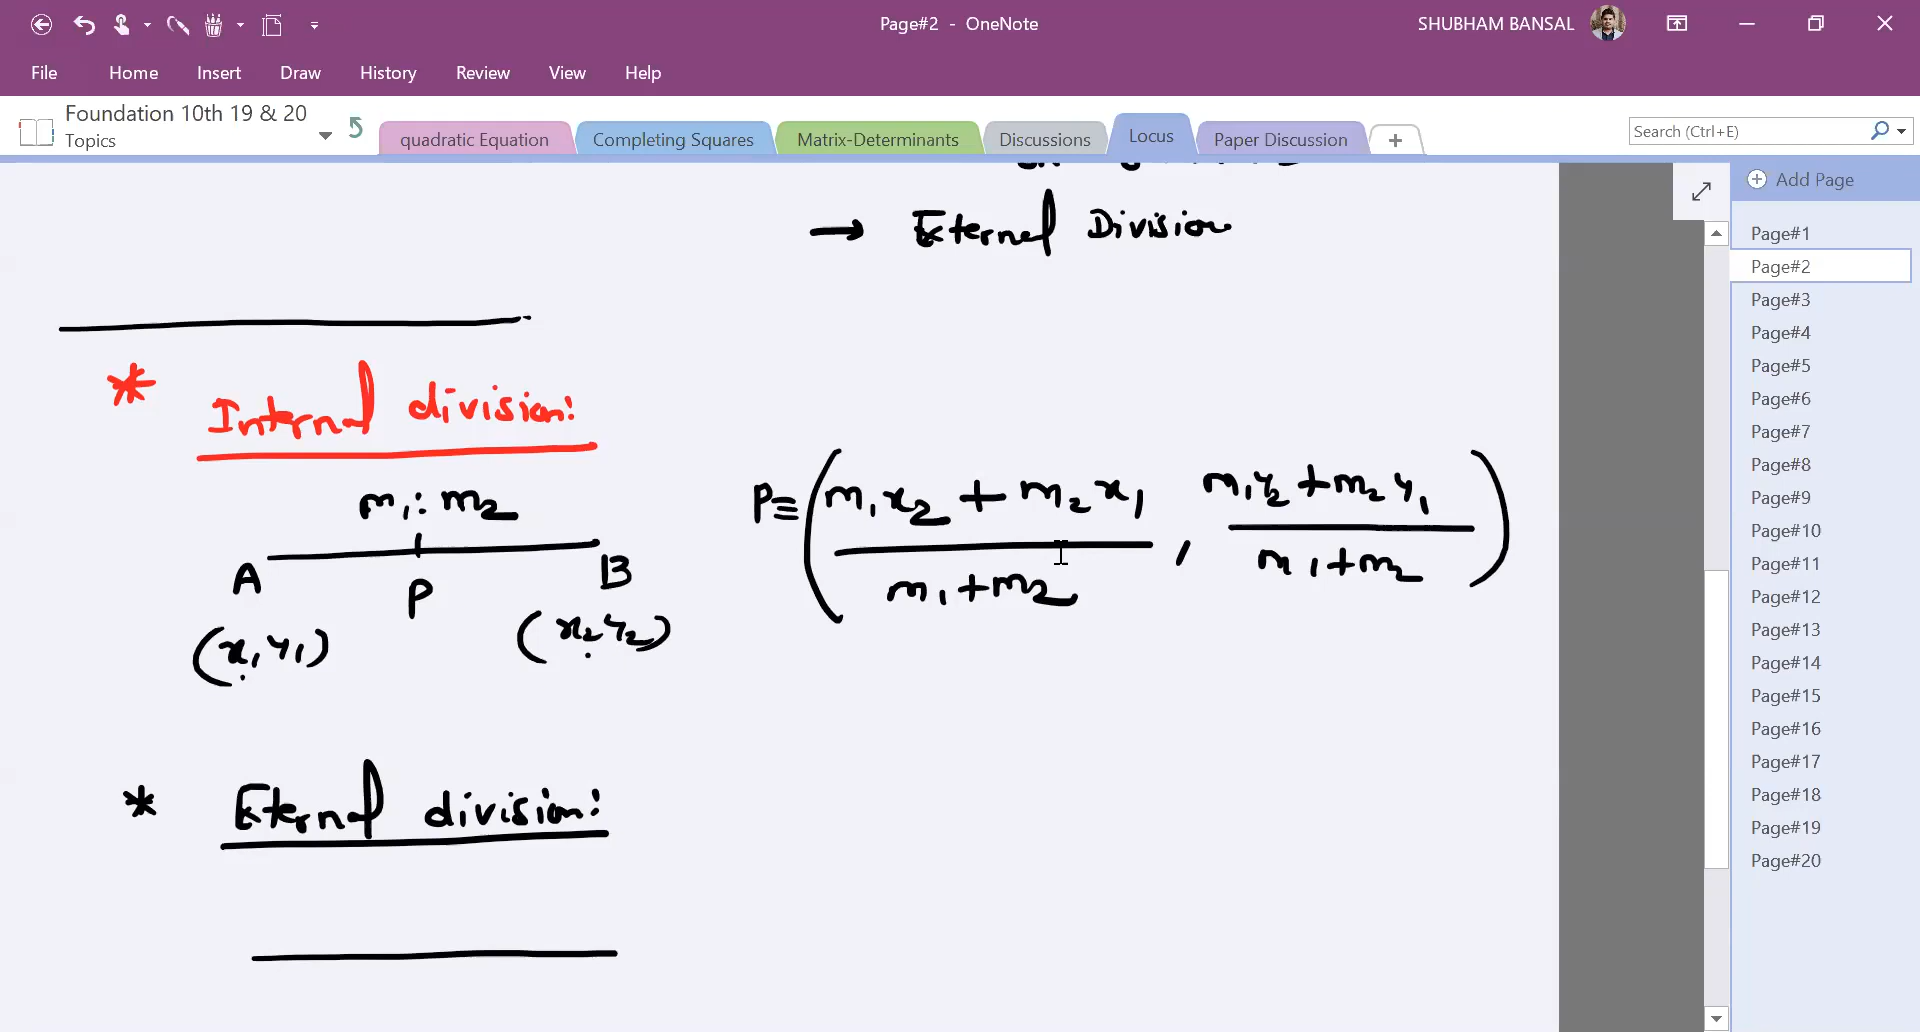 Page#2 - OneNote
SHUBHAM BANSAL
File Home Insert Draw History Review View Help
Foundation 10th 19 & 20
Topics
quadratic Equation Completing Squares Matrix-Determinants Discussions Locus Paper Discussion +
Search (Ctrl+E)
Add Page
Page#1
Page#2
Page#3
Page#4
Page#5
Page#6
Page#7
Page#8
Page#9
Page#10
Page#11
Page#12
Page#13
Page#14
Page#15
Page#16
Page#17
Page#18
Page#19
Page#20
→ External Division
* Internal division:
m₁ : m₂
A P B
(x₁ y₁) (x₂ y₂)
P≡ ( m₁x₂ + m₂x₁ / m₁+m₂ , m₁y₂+m₂y₁ / m₁+m₂ )
* External division: